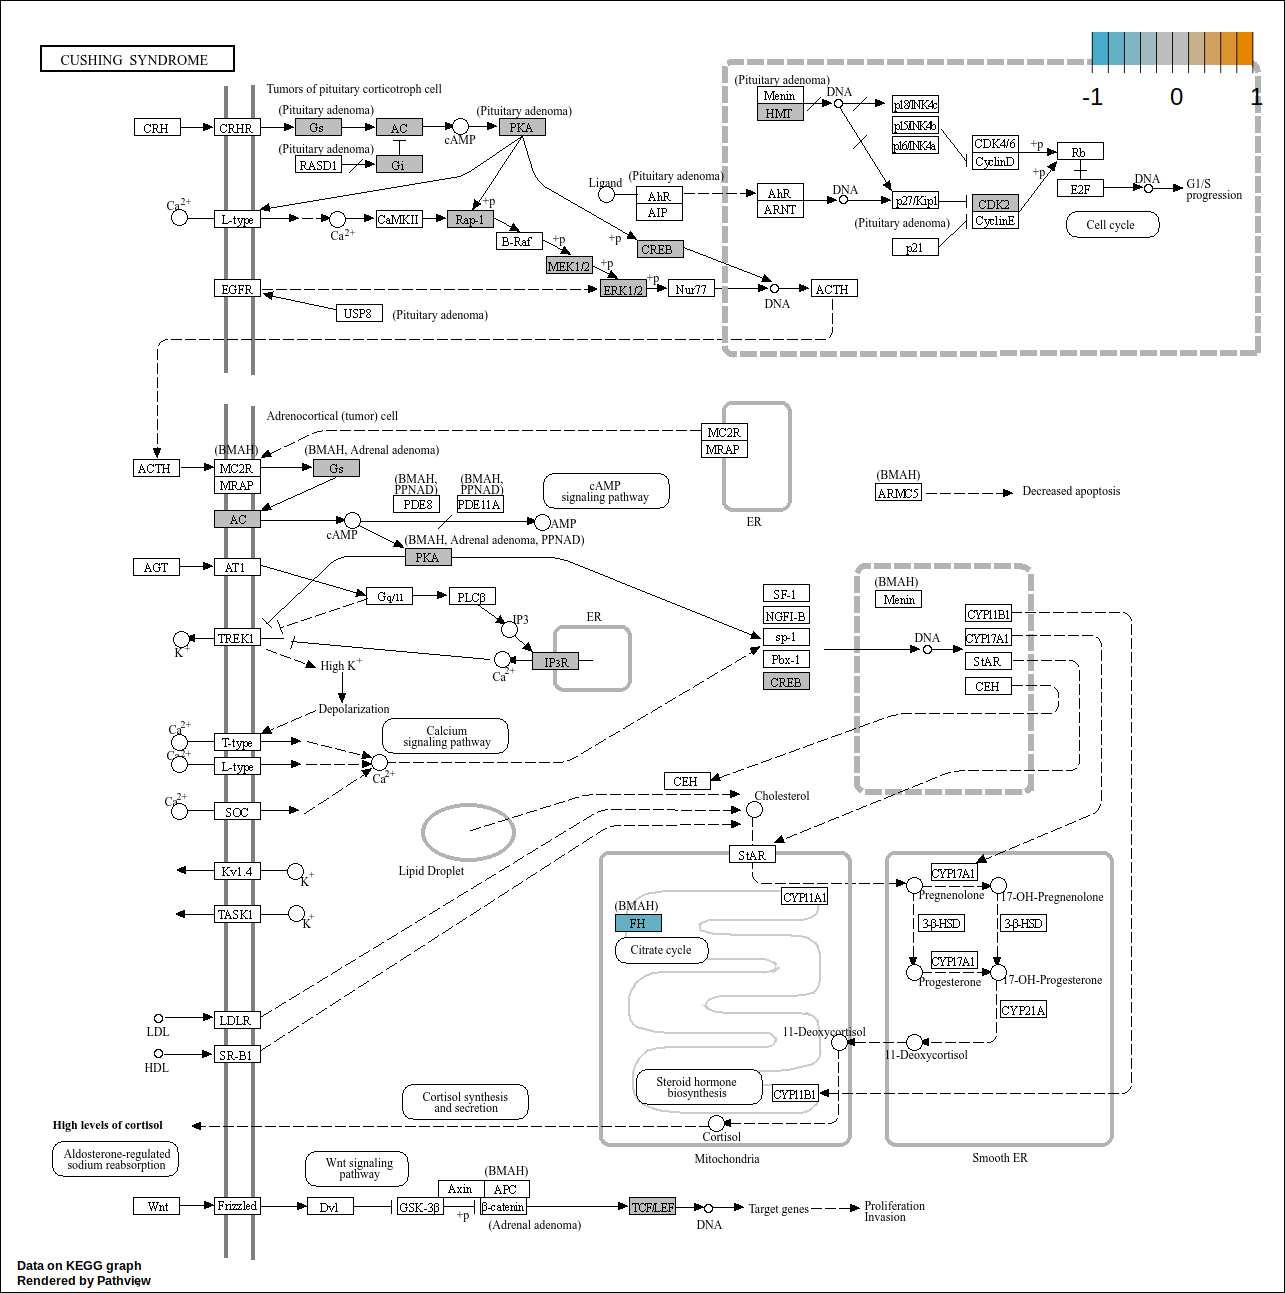 CUSHING SYNDROME
-1 0 1
Tumors of pituitary corticotroph cell
(Pituitary adenoma)
(Pituitary adenoma)
CRH
CRHR
Gs
AC
cAMP
PKA
(Pituitary adenoma)
RASD1
Gi
Ca2+
L-type
Ca2+
CaMKII
Rap-1
+p
B-Raf
+p
MEK1/2
+p
ERK1/2
+p
Nur77
+p
CREB
EGFR
USP8
(Pituitary adenoma)
(Pituitary adenoma)
Menin
HMT
DNA
p18/INK4c
p15/INK4b
p16/INK4a
CDK4/6
CyclinD
+p
Rb
+p
E2F
DNA
G1/S
progression
Ligand
(Pituitary adenoma)
AhR
AIP
AhR
ARNT
DNA
p27/Kip1
(Pituitary adenoma)
CDK2
CyclinE
p21
Cell cycle
DNA
ACTH
Adrenocortical (tumor) cell
(BMAH)
(BMAH, Adrenal adenoma)
ACTH
MC2R
MRAP
Gs
MC2R
MRAP
ER
(BMAH,
PPNAD)
PDE8
(BMAH,
PPNAD)
PDE11A
cAMP
signaling pathway
(BMAH)
ARMC5
Decreased apoptosis
AC
cAMP
AMP
(BMAH, Adrenal adenoma, PPNAD)
PKA
AGT
AT1
Gq/11
PLCβ
IP3
ER
IP3R
Ca2+
TREK1
K+
High K+
Depolarization
SF-1
NGFI-B
sp-1
Pbx-1
CREB
(BMAH)
Menin
DNA
CYP11B1
CYP17A1
StAR
CEH
Ca2+
T-type
Ca2+
L-type
Ca2+
Calcium
signaling pathway
Ca2+
SOC
CEH
Cholesterol
Lipid Droplet
StAR
Kv1.4
K+
TASK1
K+
CYP11A1
(BMAH)
FH
Citrate cycle
CYP17A1
Pregnenolone
17-OH-Pregnenolone
3-β-HSD
3-β-HSD
CYP17A1
Progesterone
17-OH-Progesterone
CYP21A
LDL
LDLR
HDL
SR-B1
11-Deoxycortisol
11-Deoxycortisol
Steroid hormone
biosynthesis
CYP11B1
Cortisol synthesis
and secretion
High levels of cortisol
Cortisol
Mitochondria
Smooth ER
Aldosterone-regulated
sodium reabsorption
Wnt signaling
pathway
(BMAH)
Axin
APC
Wnt
Frizzled
Dvl
GSK-3β
+p
β-catenin
(Adrenal adenoma)
TCF/LEF
DNA
Target genes
Proliferation
Invasion
Data on KEGG graph
Rendered by Pathview